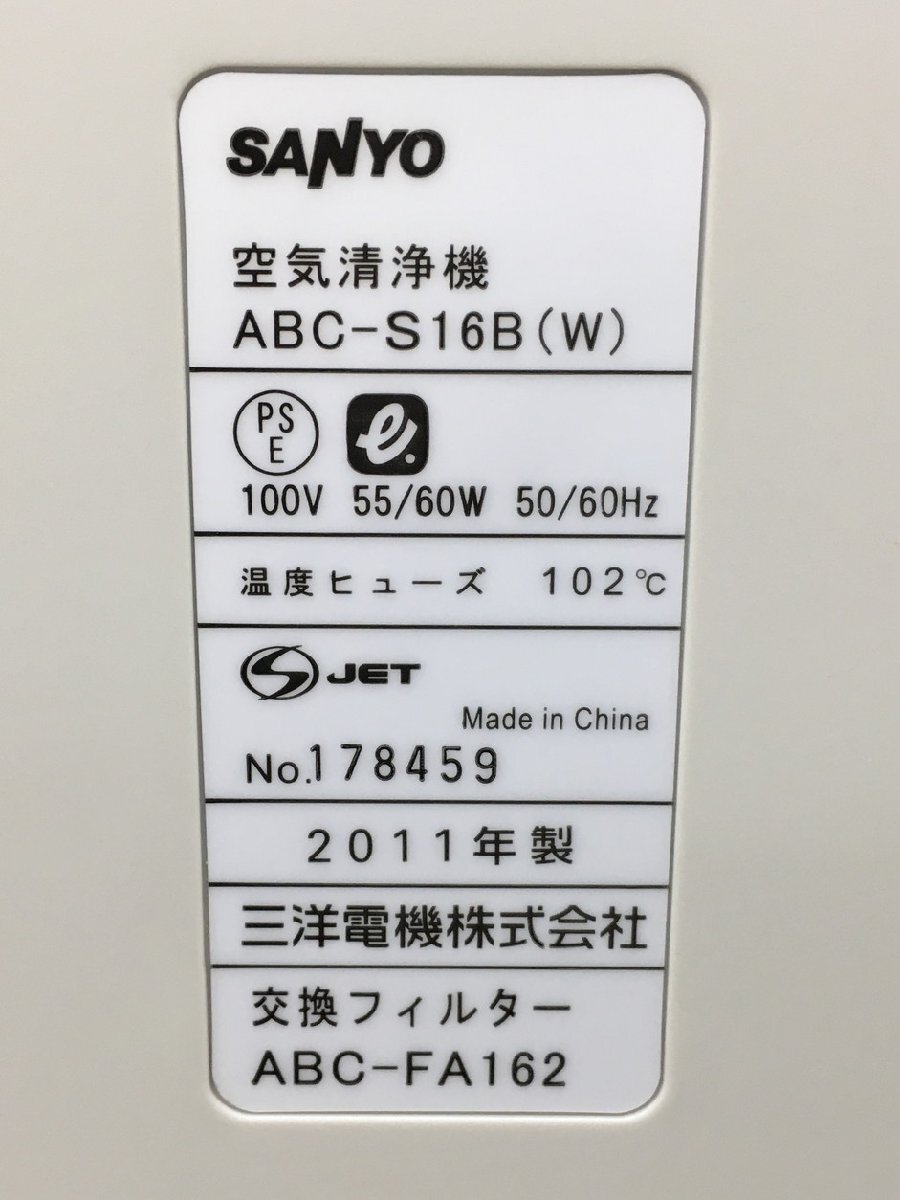 SANYO
空気清浄機
ABC-S16B(W)
PS
E
e.
100V 55/60W 50/60Hz
温度ヒューズ 102℃
S JET
Made in China
No.178459
2011年製
三洋電機株式会社
交換フィルター
ABC-FA162